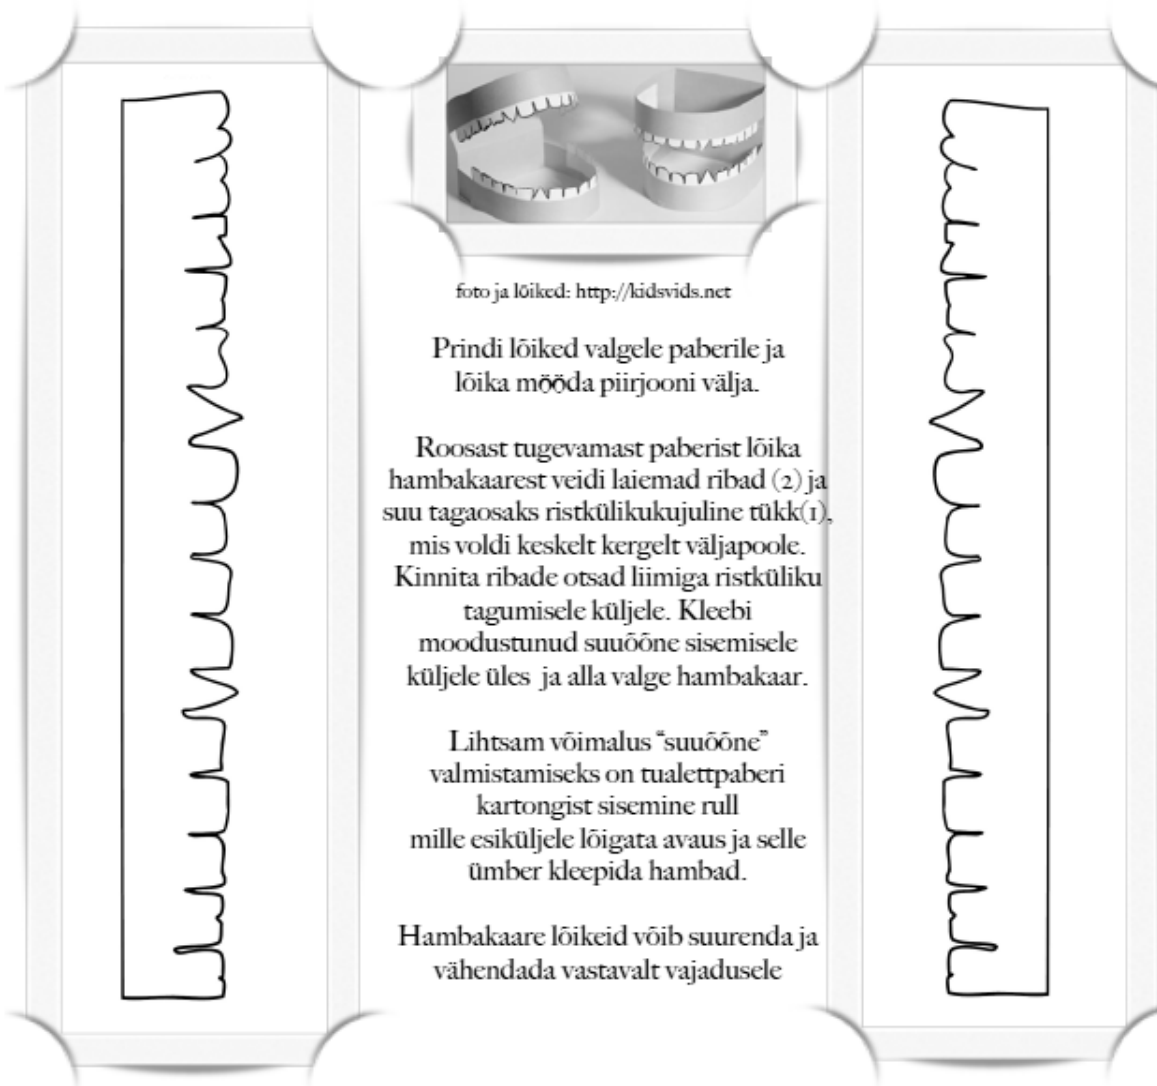 foto ja lõiked: http://kidsvids.net
Prindi lõiked valgele paberile ja
lõika mööda piirjooni välja.
Roosast tugevamast paberist lõika
hambakaarest veidi laiemad ribad (2) ja
suu tagaosaks ristkülikukujuline tükk(1),
mis voldi keskelt kergelt väljapoole.
Kinnita ribade otsad liimiga ristküliku
tagumisele küljele. Kleebi
moodustunud suuõõne sisemisele
küljele üles ja alla valge hambakaar.
Lihtsam võimalus “suuõõne”
valmistamiseks on tualettpaberi
kartongist sisemine rull
mille esiküljele lõigata avaus ja selle
ümber kleepida hambad.
Hambakaare lõikeid võib suurenda ja
vähendada vastavalt vajadusele